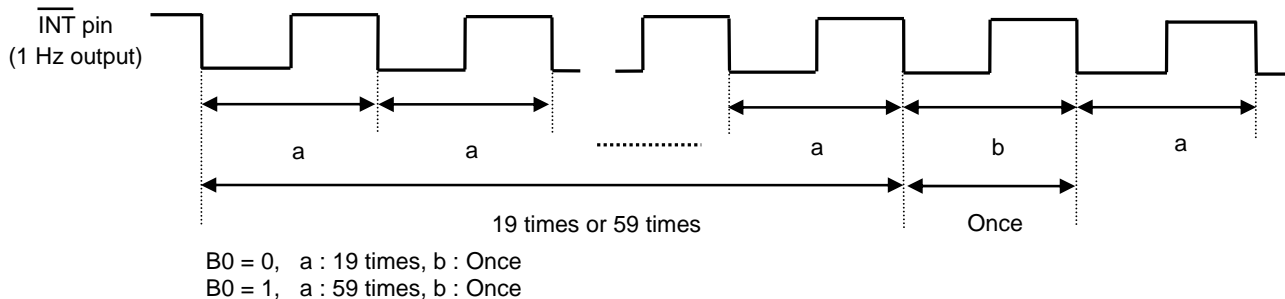 INT pin
(1 Hz output)
a a a b a
19 times or 59 times Once
B0 = 0, a : 19 times, b : Once
B0 = 1, a : 59 times, b : Once